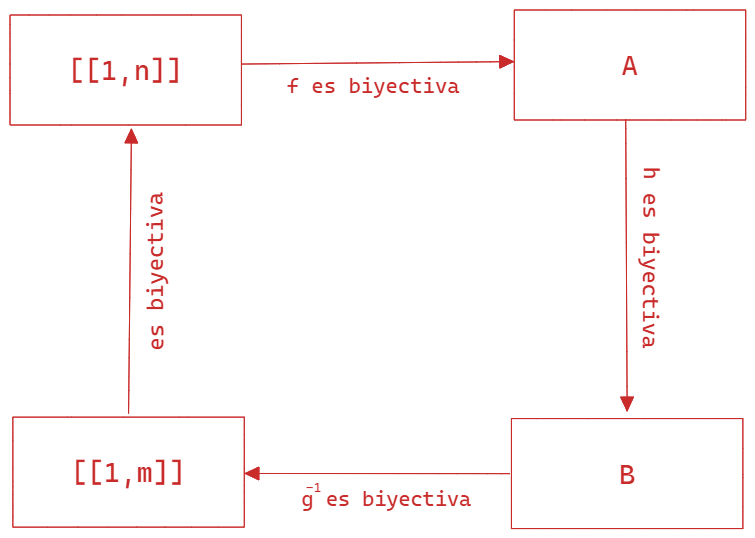 [[1,n]]
f es biyectiva
A
h es biyectiva
es biyectiva
[[1,m]]
g⁻¹ es biyectiva
B